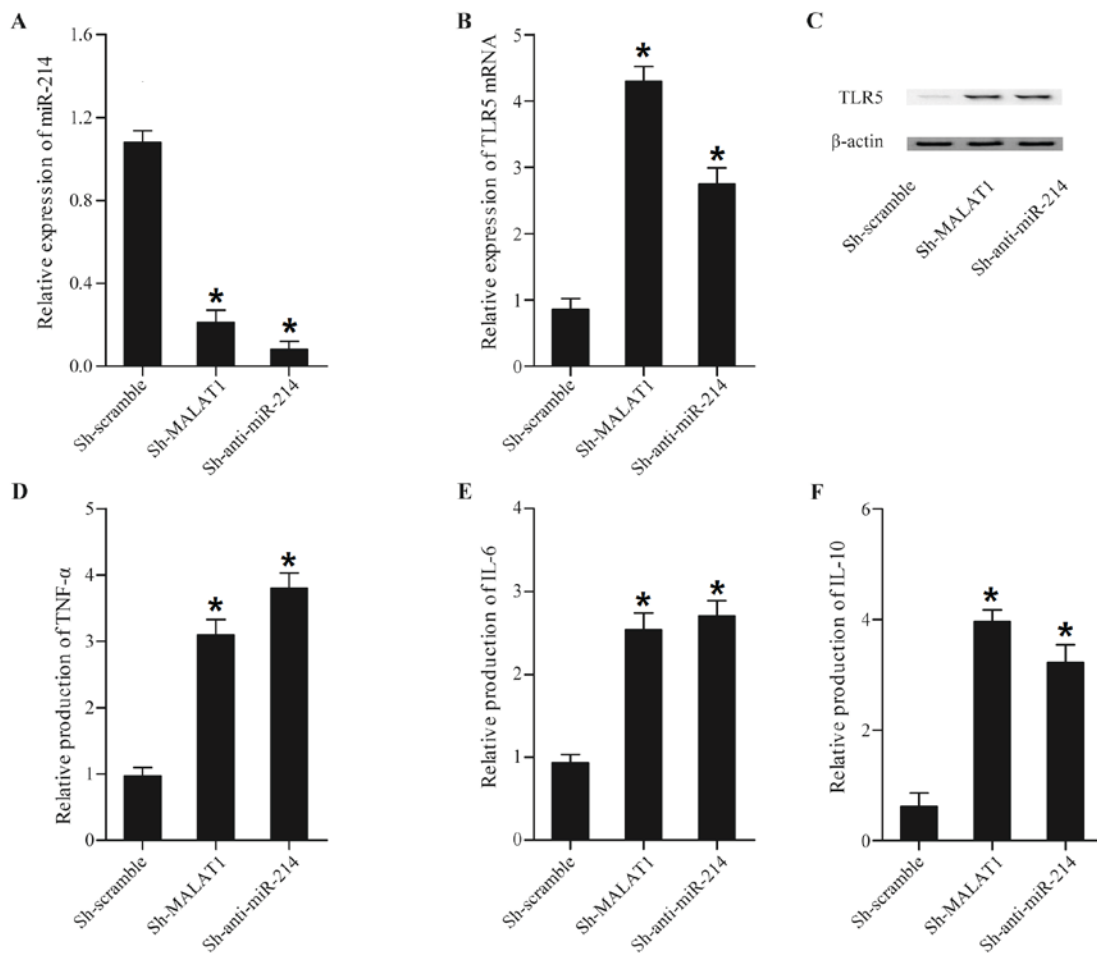 A
Relative expression of miR-214
1.6
1.2
0.8
0.4
0.0
*
*
Sh-scramble
Sh-MALAT1
Sh-anti-miR-214
B
Relative expression of TLR5 mRNA
5
4
3
2
1
0
*
*
Sh-scramble
Sh-MALAT1
Sh-anti-miR-214
C
TLR5
β-actin
Sh-scramble
Sh-MALAT1
Sh-anti-miR-214
D
Relative production of TNF-α
5
4
3
2
1
0
*
*
Sh-scramble
Sh-MALAT1
Sh-anti-miR-214
E
Relative production of IL-6
4
3
2
1
0
*
*
Sh-scramble
Sh-MALAT1
Sh-anti-miR-214
F
Relative production of IL-10
6
4
2
0
*
*
Sh-scramble
Sh-MALAT1
Sh-anti-miR-214